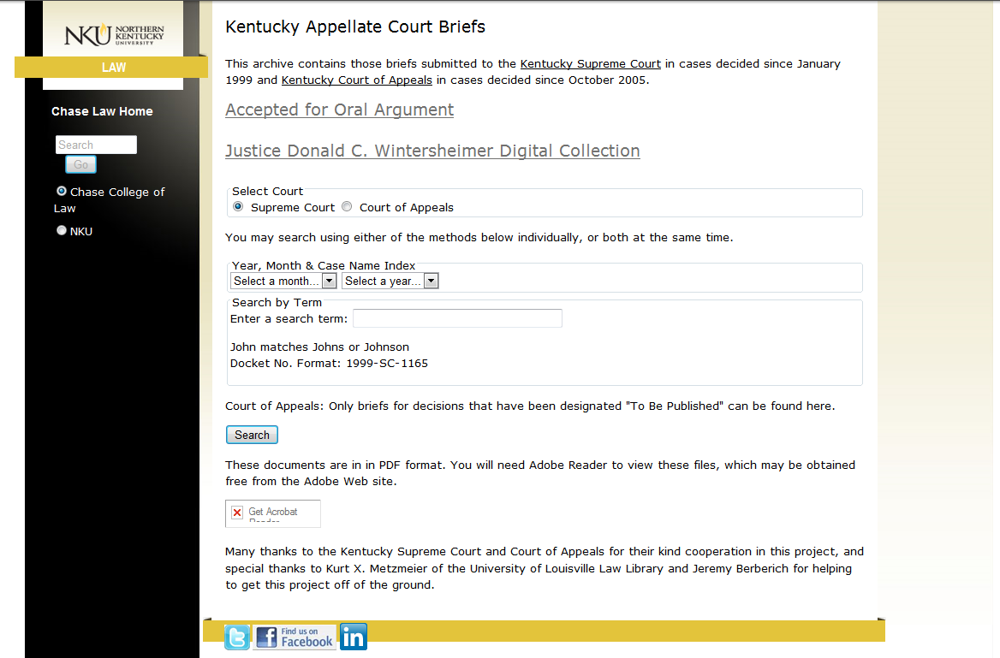 NKU NORTHERN
KENTUCKY
UNIVERSITY
LAW
Chase Law Home
Search
Go
Chase College of
Law
NKU
Kentucky Appellate Court Briefs
This archive contains those briefs submitted to the Kentucky Supreme Court in cases decided since January
1999 and Kentucky Court of Appeals in cases decided since October 2005.
Accepted for Oral Argument
Justice Donald C. Wintersheimer Digital Collection
Select Court
Supreme Court Court of Appeals
You may search using either of the methods below individually, or both at the same time.
Year, Month & Case Name Index
Select a month... Select a year...
Search by Term
Enter a search term:
John matches Johns or Johnson
Docket No. Format: 1999-SC-1165
Court of Appeals: Only briefs for decisions that have been designated "To Be Published" can be found here.
Search
These documents are in in PDF format. You will need Adobe Reader to view these files, which may be obtained
free from the Adobe Web site.
Get Acrobat
Reader
Many thanks to the Kentucky Supreme Court and Court of Appeals for their kind cooperation in this project, and
special thanks to Kurt X. Metzmeier of the University of Louisville Law Library and Jeremy Berberich for helping
to get this project off of the ground.
Find us on
Facebook
in